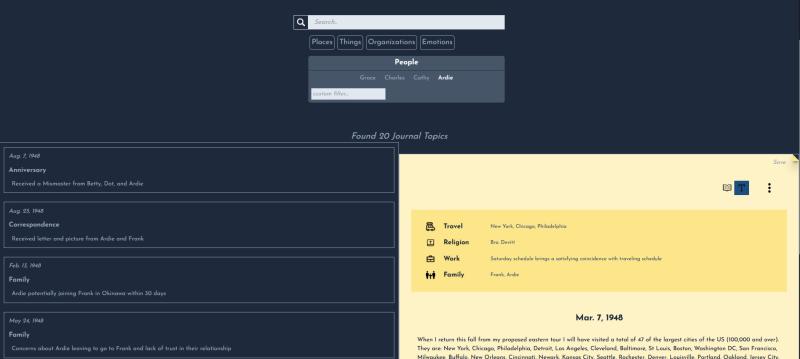 Search..
Places Things Organizations Emotions
People
Grace Charles Cathy Ardie
custom filter..
Found 20 Journal Topics
Aug. 7, 1948
Anniversary
Received a Mixmaster from Betty, Dot, and Ardie
Aug. 25, 1948
Correspondence
Received letter and picture from Ardie and Frank
Feb. 15, 1948
Family
Ardie potentially joining Frank in Okinawa within 30 days
May 24, 1948
Family
Concerns about Ardie leaving to go to Frank and lack of trust in their relationship
Save
T
Travel New York, Chicago, Philadelphia
Religion Bro. Devitt
Work Saturday schedule brings a satisfying coincidence with traveling schedule
Family Frank, Ardie
Mar. 7, 1948
When I return this fall from my proposed eastern tour I will have visited a total of 47 of the largest cities of the US (100,000 and over).
They are: New York, Chicago, Philadelphia, Detroit, Los Angeles, Cleveland, Baltimore, St Louis, Boston, Washington DC, San Francisco,
Milwaukee, Buffalo, New Orleans, Cincinnati, Newark, Kansas City, Seattle, Rochester, Denver, Louisville, Portland, Oakland, Jersey City,